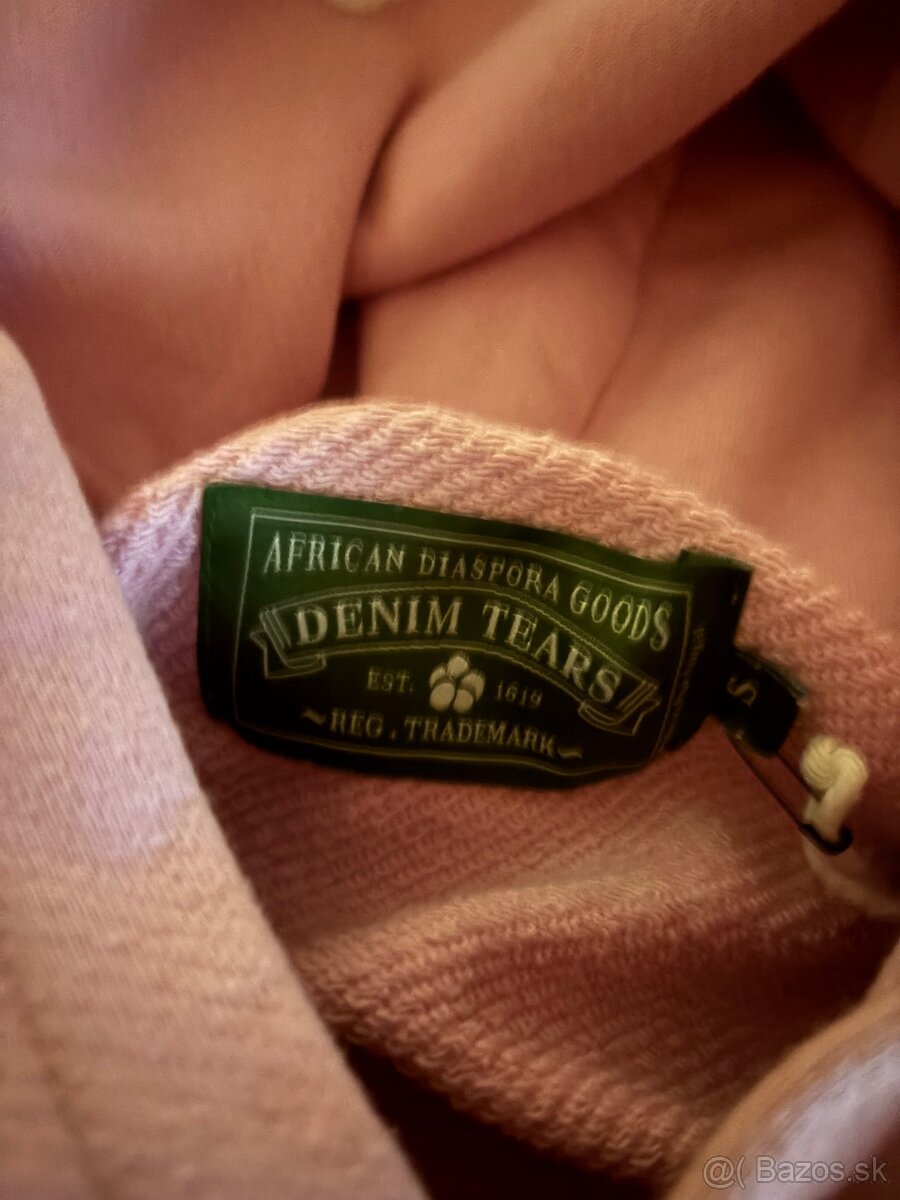 AFRICAN DIASPORA GOODS
DENIM TEARS
EST. 1619
~REG. TRADEMARK~
S
@( Bazos.sk